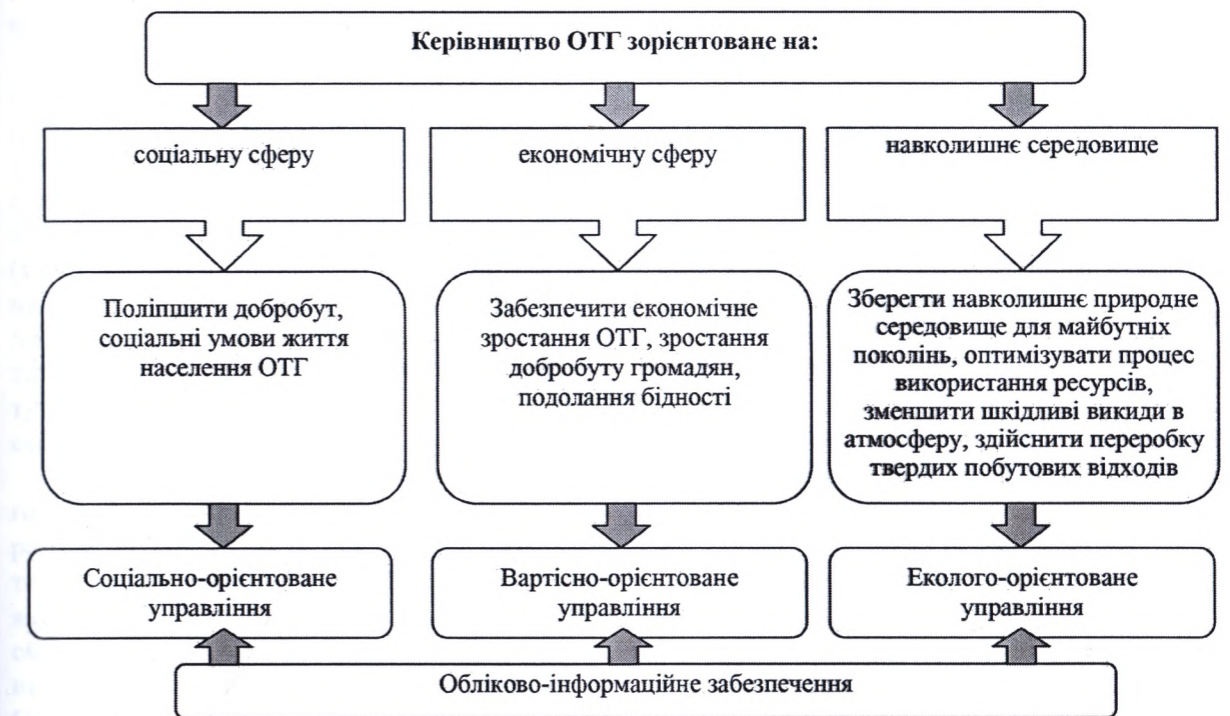 Керівництво ОТГ зорієнтоване на:
соціальну сферу
економічну сферу
навколишнє середовище
Поліпшити добробут,
соціальні умови життя
населення ОТГ
Забезпечити економічне
зростання ОТГ, зростання
добробуту громадян,
подолання бідності
Зберегти навколишнє природне
середовище для майбутніх
поколінь, оптимізувати процес
використання ресурсів,
зменшити шкідливі викиди в
атмосферу, здійснити переробку
твердих побутових відходів
Соціально-орієнтоване
управління
Вартісно-орієнтоване
управління
Еколого-орієнтоване
управління
Обліково-інформаційне забезпечення